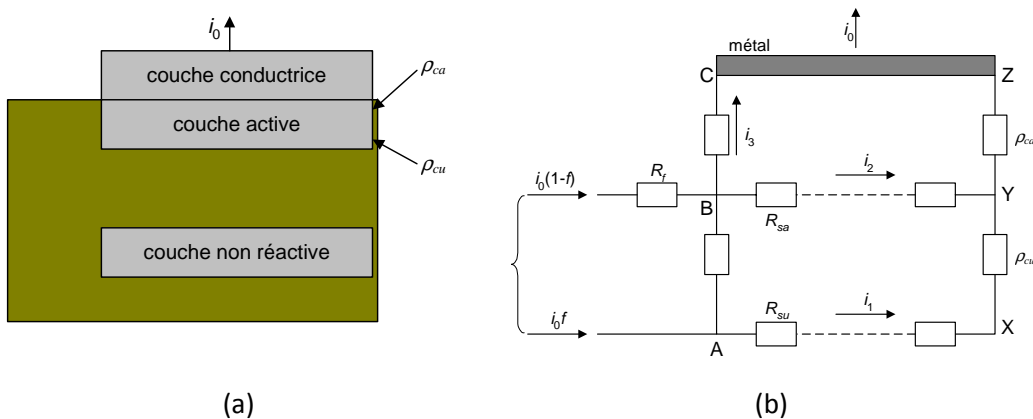 i0
couche conductrice
ρca
couche active
ρcu
couche non réactive
(a)
i0
métal
C
Z
i3
ρca
i0(1-f)
Rf
i2
B
Y
Rsa
ρcu
i0f
Rsu
i1
A
X
(b)